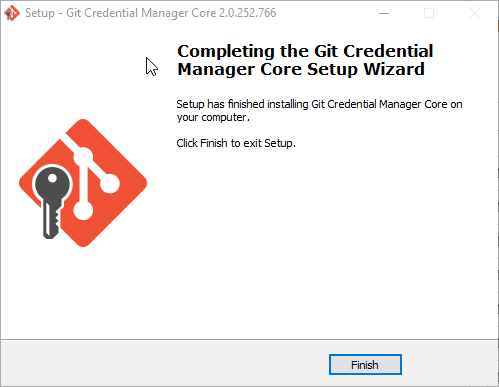 Setup - Git Credential Manager Core 2.0.252.766
Completing the Git Credential
Manager Core Setup Wizard
Setup has finished installing Git Credential Manager Core on
your computer.
Click Finish to exit Setup.
Finish